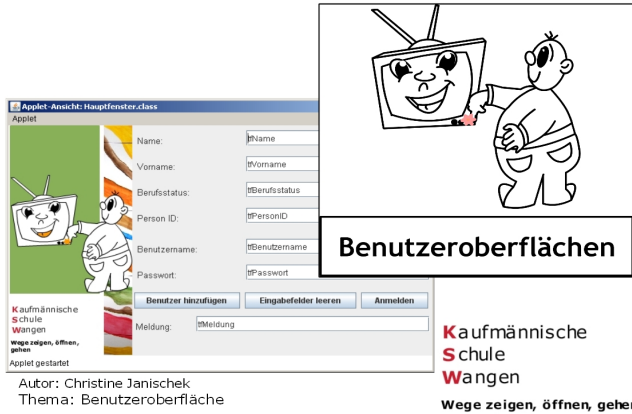 Applet-Ansicht: Hauptfenster.class
Applet
Name: tfName
Vorname: tfVorname
Berufsstatus: tfBerufsstatus
Person ID: tfPersonID
Benutzername: tfBenutzername
Passwort: tfPasswort
Benutzer hinzufügen Eingabefelder leeren Anmelden
Meldung: tfMeldung
Kaufmännische
Schule
Wangen
Wege zeigen, öffnen,
gehen
Applet gestartet
Benutzeroberflächen
Kaufmännische
Schule
Wangen
Wege zeigen, öffnen, gehen
Autor: Christine Janischek
Thema: Benutzeroberfläche